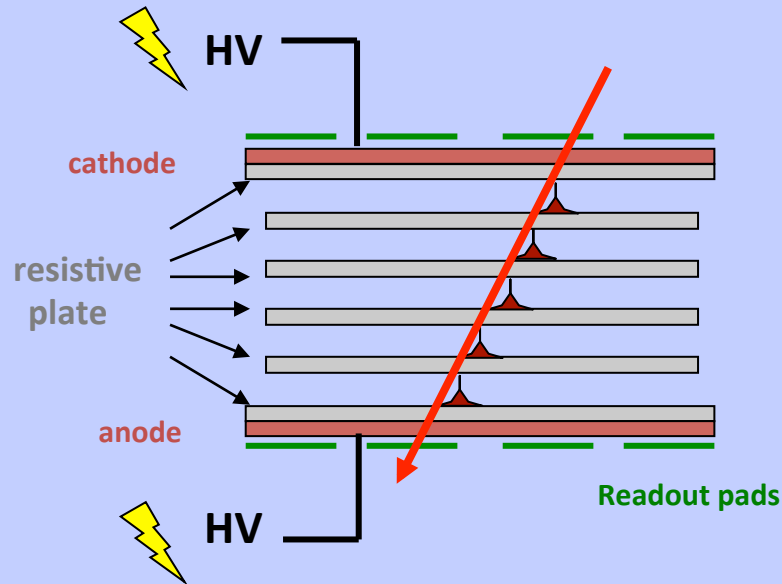 HV
cathode
resistive
plate
anode
Readout pads
HV